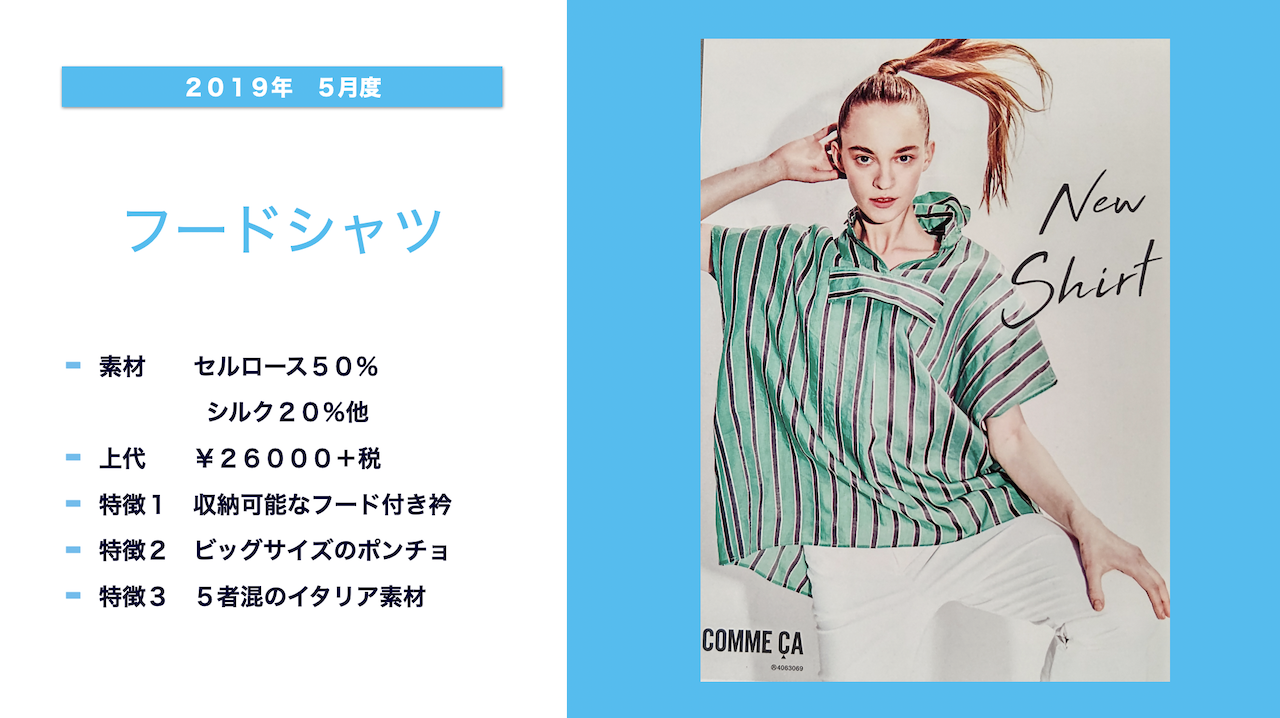 ２０１９年　５月度
フードシャツ
素材　　セルロース５０％
シルク２０％他
上代　　￥２６０００＋税
特徴１　収納可能なフード付き衿
特徴２　ビッグサイズのポンチョ
特徴３　５者混のイタリア素材
New
Shirt
COMME ÇA
Ⓡ4063069